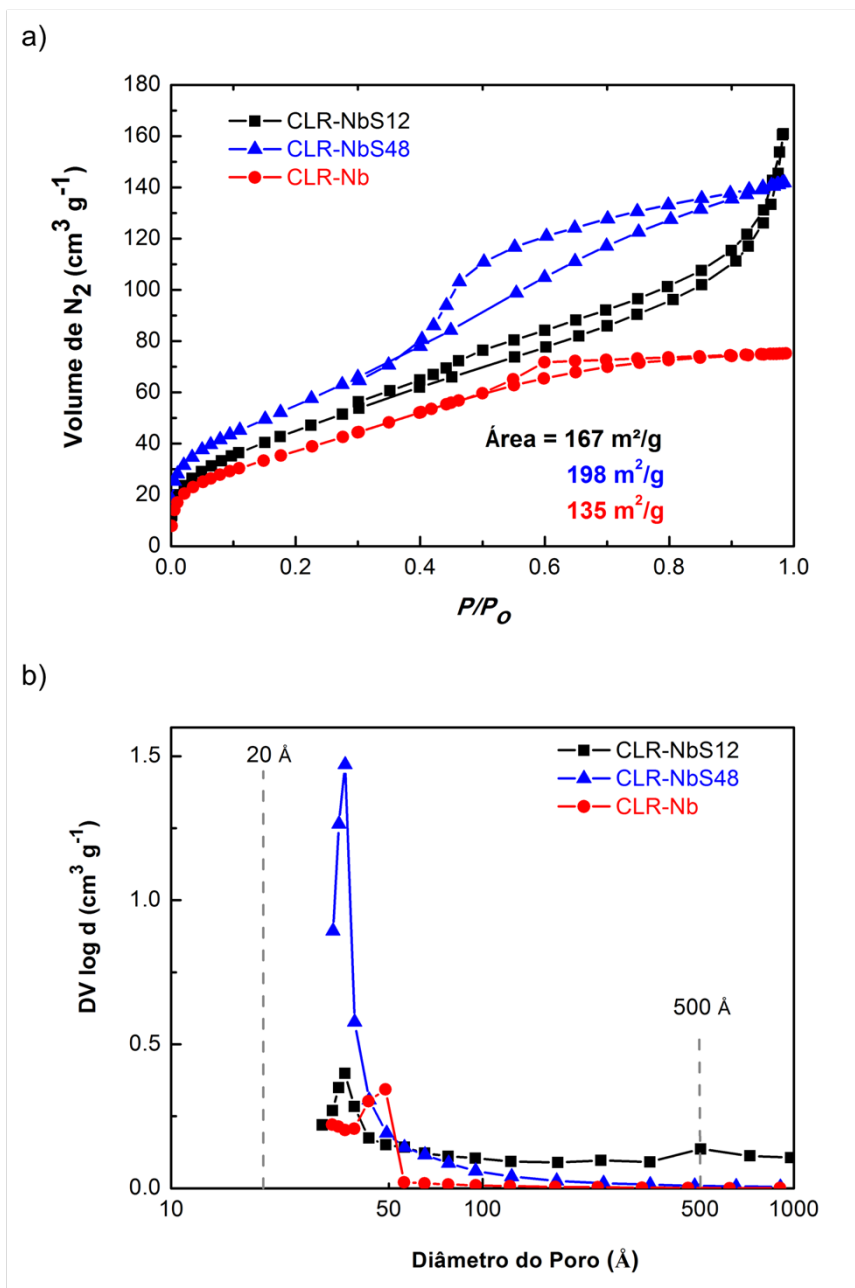 a)
180
160
140
120
100
80
60
40
20
0
Volume de N2 (cm³ g⁻¹)
CLR-NbS12
CLR-NbS48
CLR-Nb
Área = 167 m²/g
198 m²/g
135 m²/g
0.0 0.2 0.4 0.6 0.8 1.0
P/Po
b)
1.5
1.0
0.5
0.0
DV log d (cm³ g⁻¹)
20 Å
CLR-NbS12
CLR-NbS48
CLR-Nb
500 Å
10 50 100 500 1000
Diâmetro do Poro (Å)